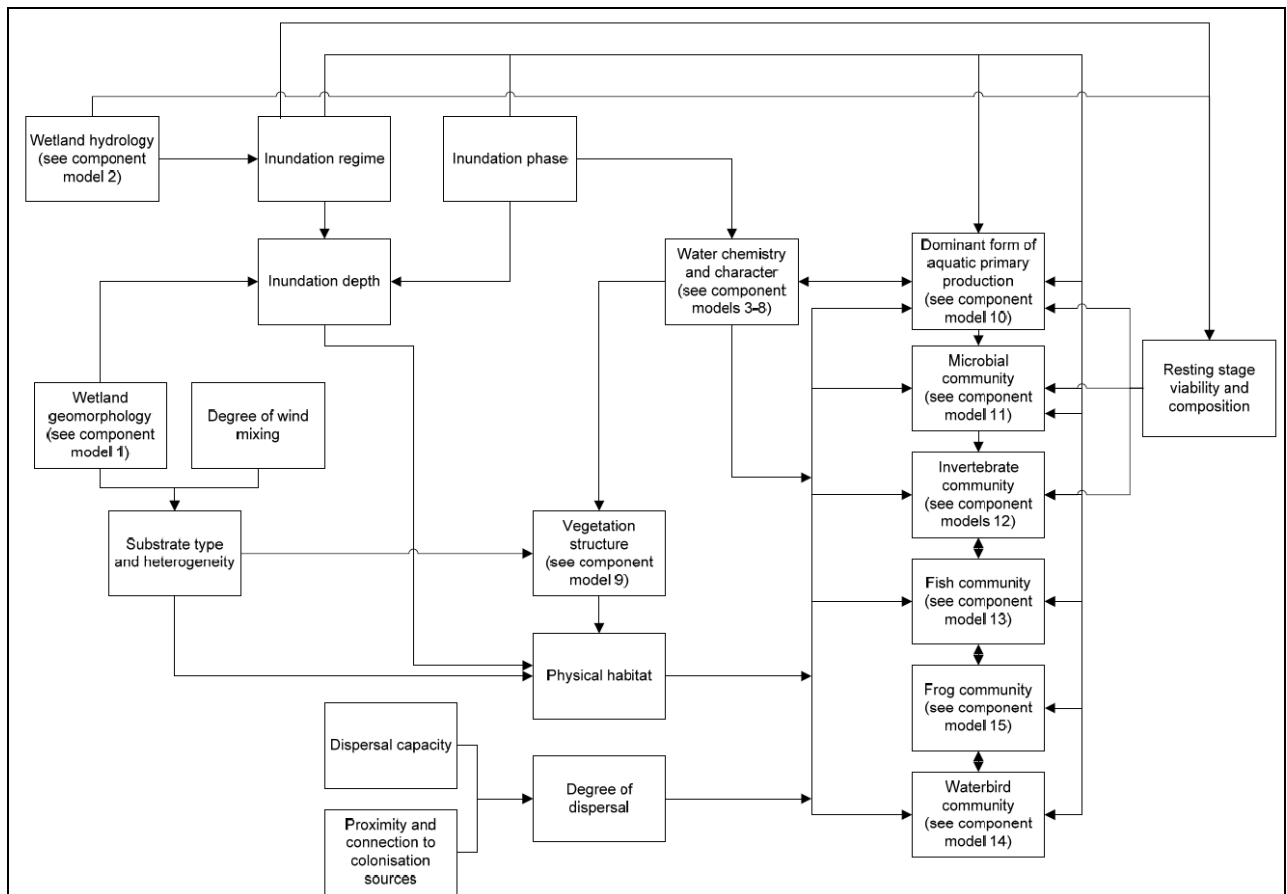 Wetland hydrology
(see component
model 2)
Inundation regime
Inundation phase
Inundation depth
Water chemistry
and character
(see component
models 3-8)
Dominant form of
aquatic primary
production
(see component
model 10)
Microbial
community
(see component
model 11)
Resting stage
viability and
composition
Wetland
geomorphology
(see component
model 1)
Degree of wind
mixing
Invertebrate
community
(see component
models 12)
Substrate type
and heterogeneity
Vegetation
structure
(see component
model 9)
Fish community
(see component
model 13)
Physical habitat
Frog community
(see component
model 15)
Dispersal capacity
Degree of
dispersal
Waterbird
community
(see component
model 14)
Proximity and
connection to
colonisation
sources